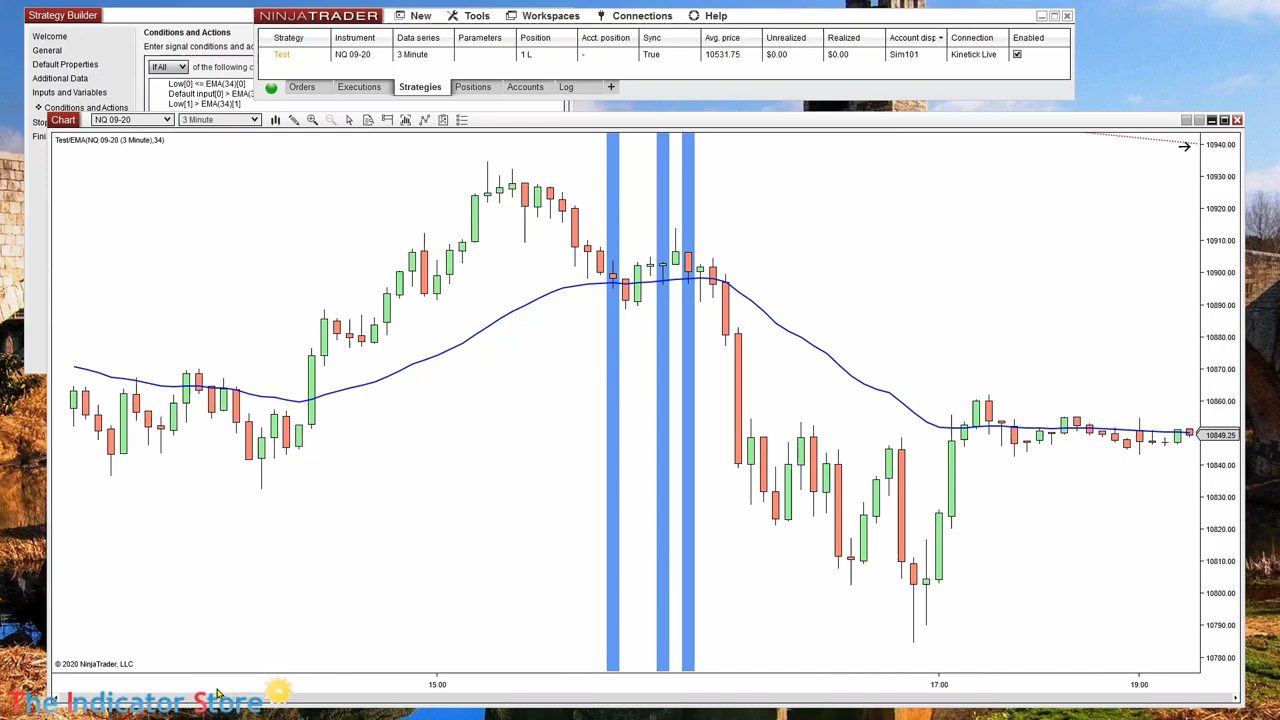 Strategy Builder
Welcome
General
Default Properties
Additional Data
Inputs and Variables
Conditions and Actions
Conditions and Actions
Enter signal conditions and
If All of the following
Low[0] <= EMA(34)[0]
Default input[0] > EMA
Low[1] > EMA(34)[1]
NINJATRADER New Tools Workspaces Connections Help
Strategy Instrument Data series Parameters Position Acct. position Sync Avg. price Unrealized Realized Account disp Connection Enabled
Test NQ 09-20 3 Minute 1 L - True 10531.75 $0.00 $0.00 Sim101 Kinetick Live
Orders Executions Strategies Positions Accounts Log +
Chart NQ 09-20 3 Minute
Test/EMA(NQ 09-20 (3 Minute),34)
10940.00
10930.00
10920.00
10910.00
10900.00
10890.00
10880.00
10870.00
10860.00
10849.25
10840.00
10830.00
10820.00
10810.00
10800.00
10790.00
10780.00
© 2020 NinjaTrader, LLC
15:00 17:00 19:00
The Indicator Store